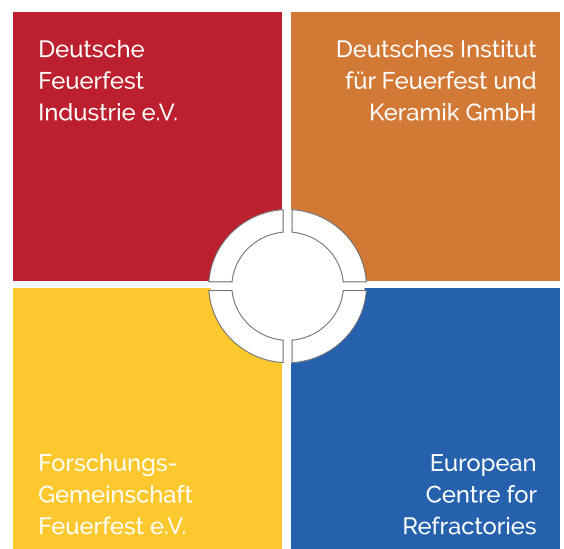 Deutsche
Feuerfest
Industrie e.V.
Deutsches Institut
für Feuerfest und
Keramik GmbH
Forschungs-
Gemeinschaft
Feuerfest e.V.
European
Centre for
Refractories